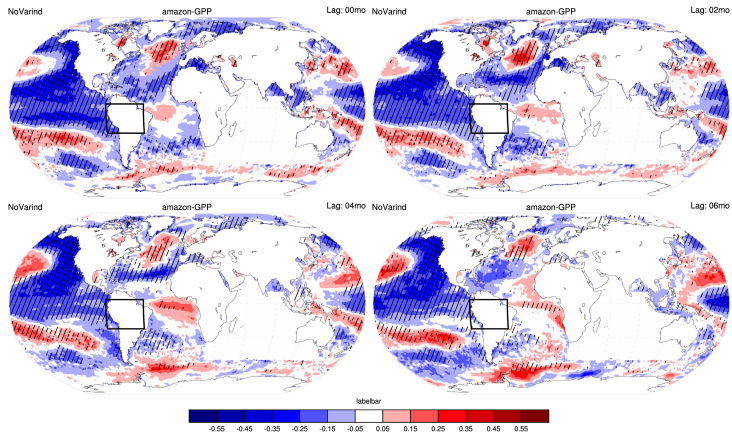 NoVarind amazon-GPP Lag: 00mo
NoVarind amazon-GPP Lag: 02mo
NoVarind amazon-GPP Lag: 04mo
NoVarind amazon-GPP Lag: 06mo
labelbar
-0.55 -0.45 -0.35 -0.25 -0.15 -0.05 0.05 0.15 0.25 0.35 0.45 0.55